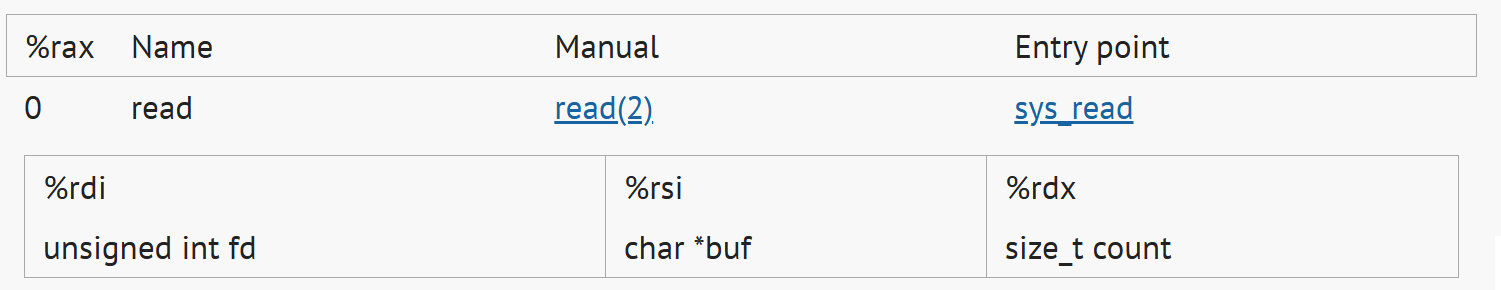 %rax Name Manual Entry point
0 read read(2) sys_read
%rdi %rsi %rdx
unsigned int fd char *buf size_t count